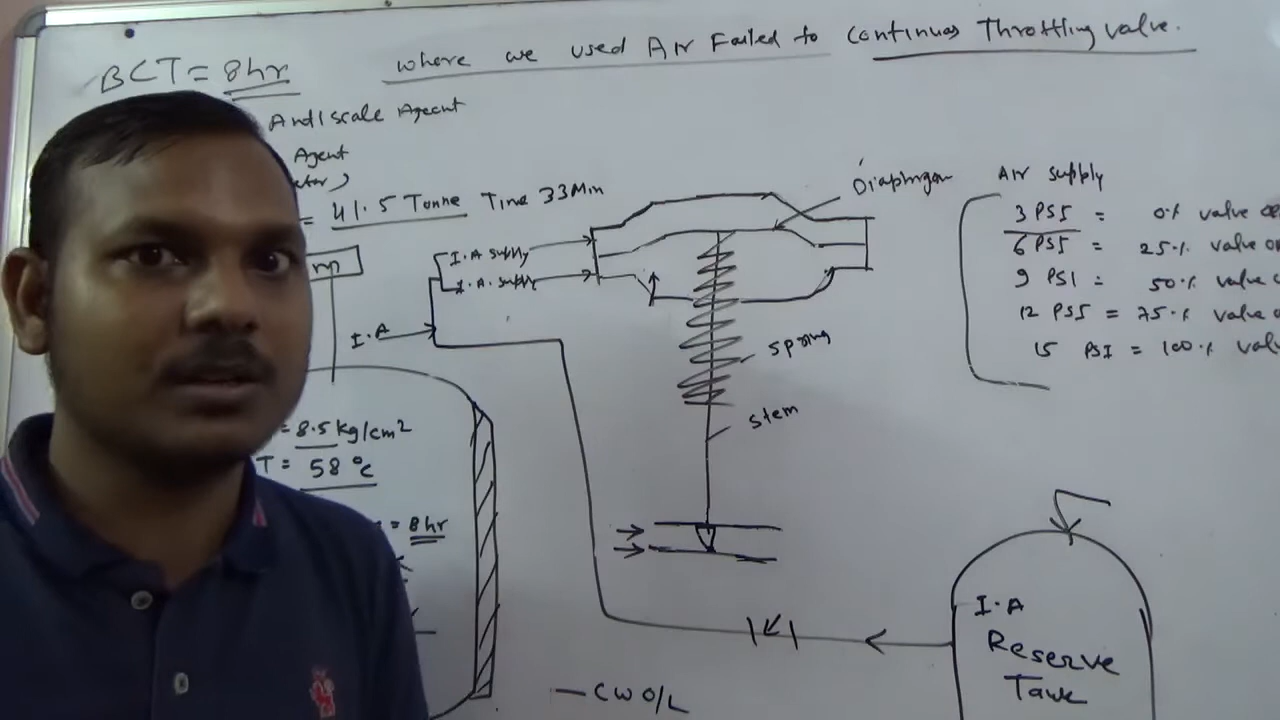 BCT = 8hr
where we used Air Failed to Continuos Throttling valve.
Antiscale Agent
Agent
= 41.5 Tonne Time 33Min
m
I.A supply
I.A. supply
I.A
Diaphragm
Spring
Stem
Air supply
3 PSI = 0% valve
6 PSI = 25% valve
9 PSI = 50% valve
12 PSI = 75% valve
15 PSI = 100%
= 8.5 kg/cm²
T = 58°c
= 8hr
I.A
Reserve
Tank
CW O/L